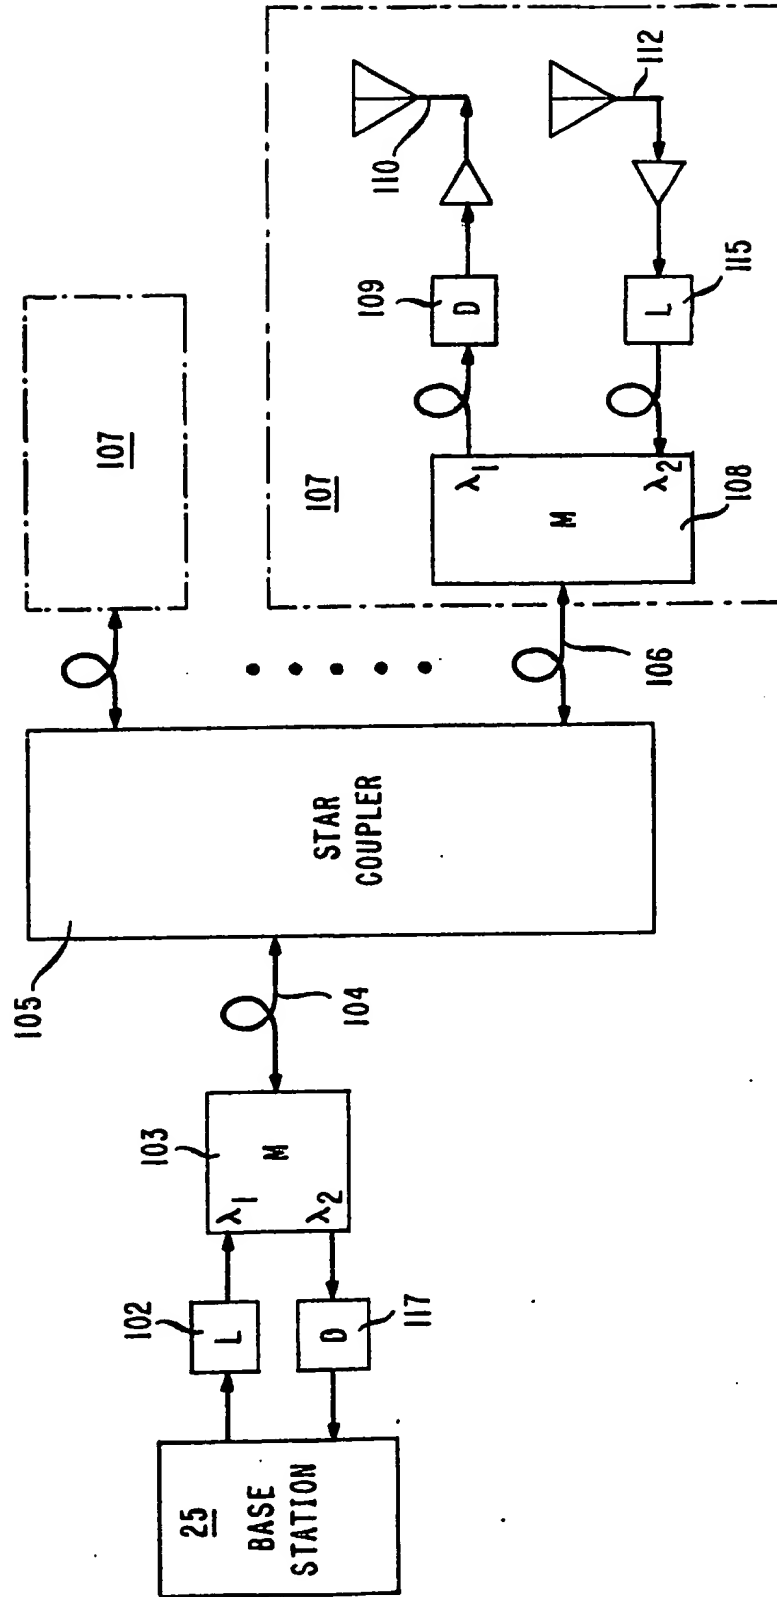 25
BASE
STATION
102
L
D
117
103
λ1
λ2
M
104
105
STAR
COUPLER
106
107
107
M
λ1
λ2
108
109
D
110
112
L
115